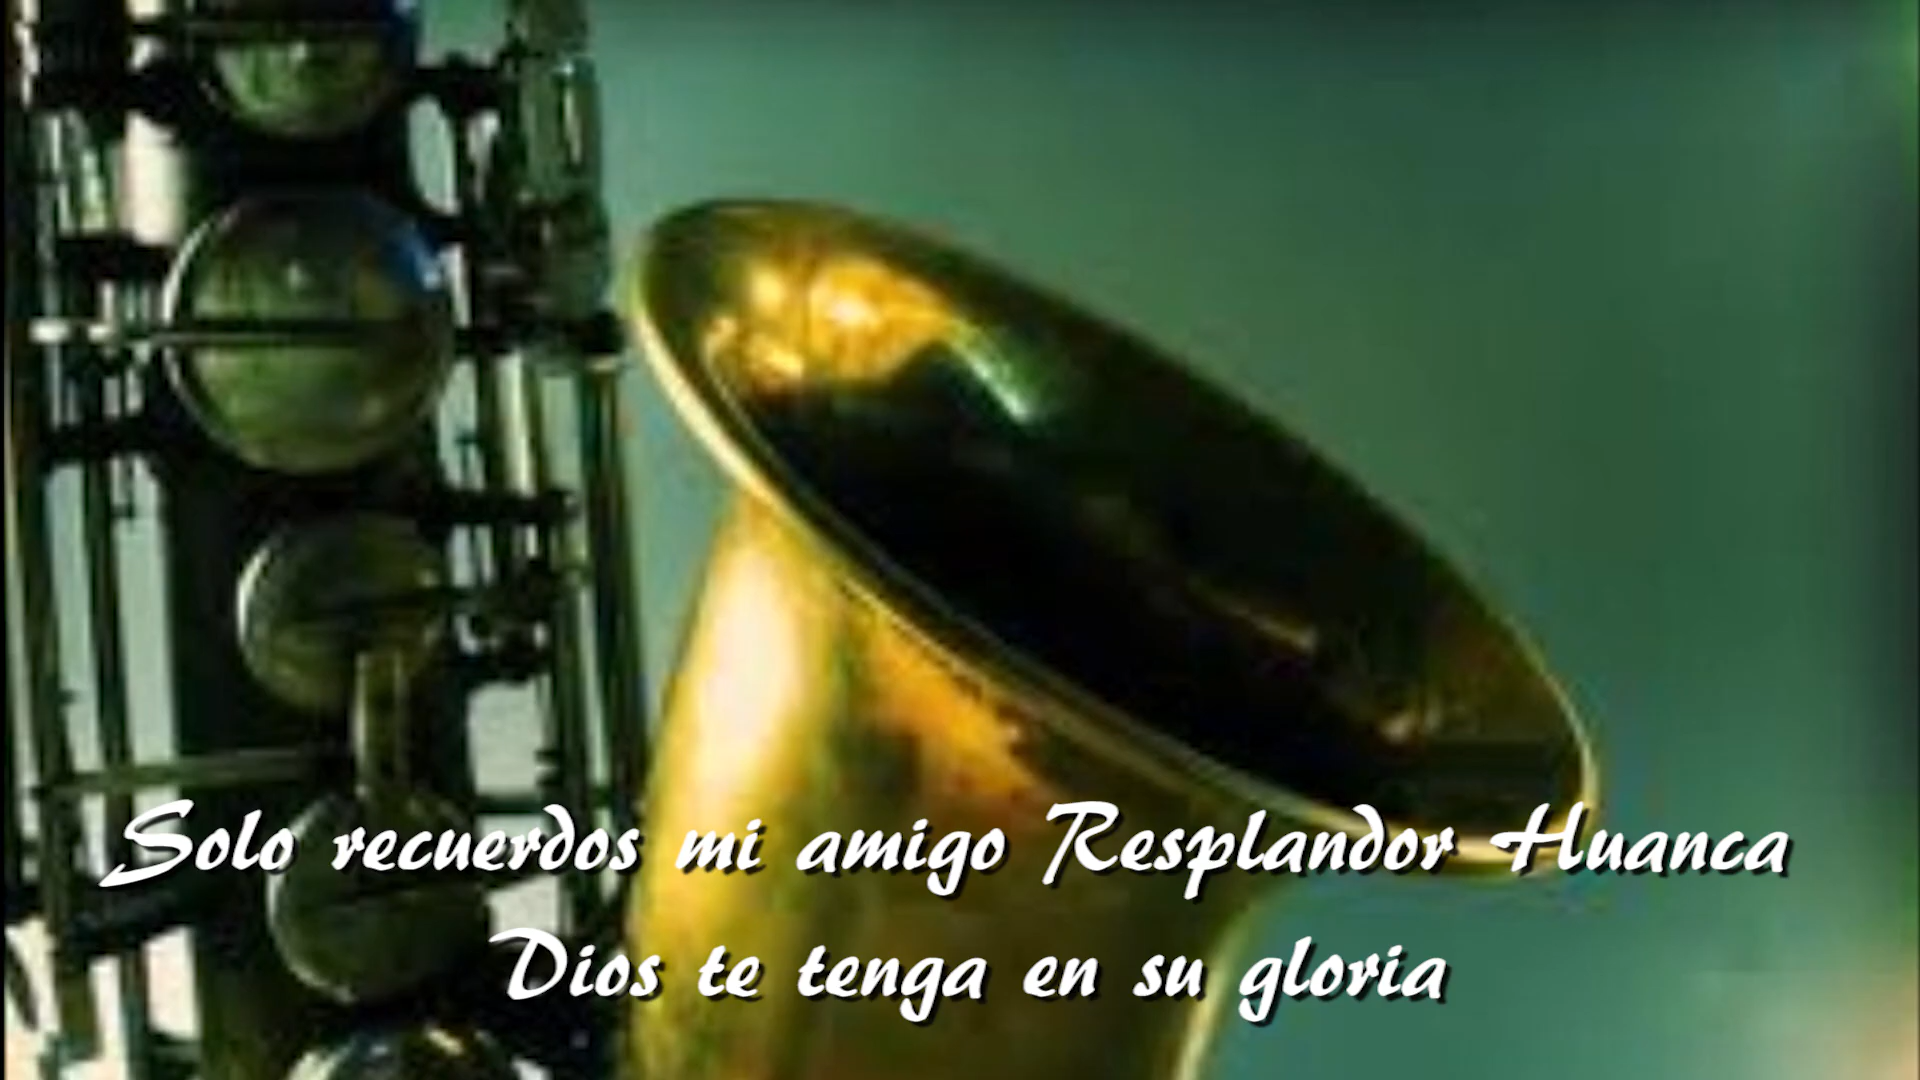 Solo recuerdos mi amigo Resplandor Huanca
Dios te tenga en su gloria